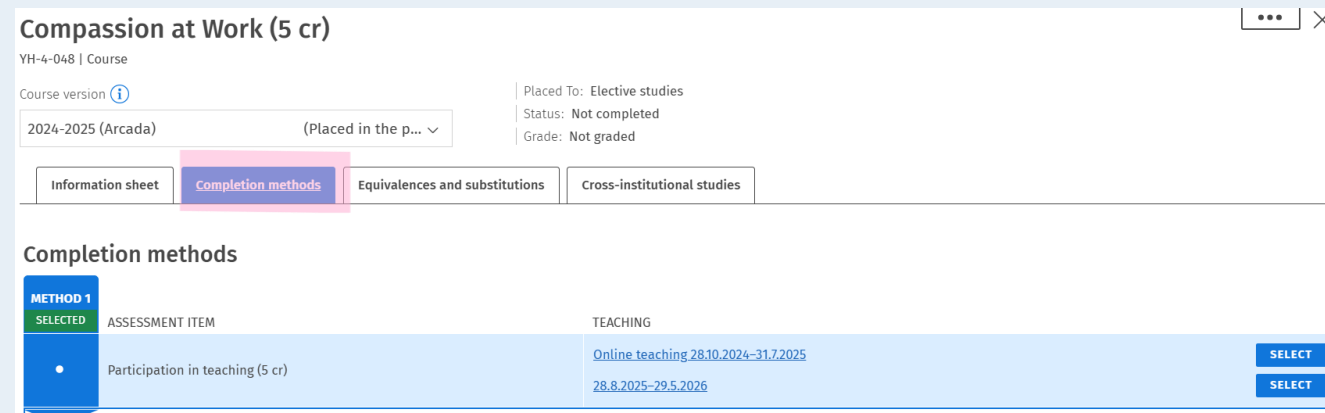 Compassion at Work (5 cr)
YH-4-048 | Course
Course version
2024-2025 (Arcada) (Placed in the p...
Placed To: Elective studies
Status: Not completed
Grade: Not graded
Information sheet Completion methods Equivalences and substitutions Cross-institutional studies
Completion methods
METHOD 1
SELECTED
ASSESSMENT ITEM TEACHING
Participation in teaching (5 cr)
Online teaching 28.10.2024–31.7.2025 SELECT
28.8.2025–29.5.2026 SELECT